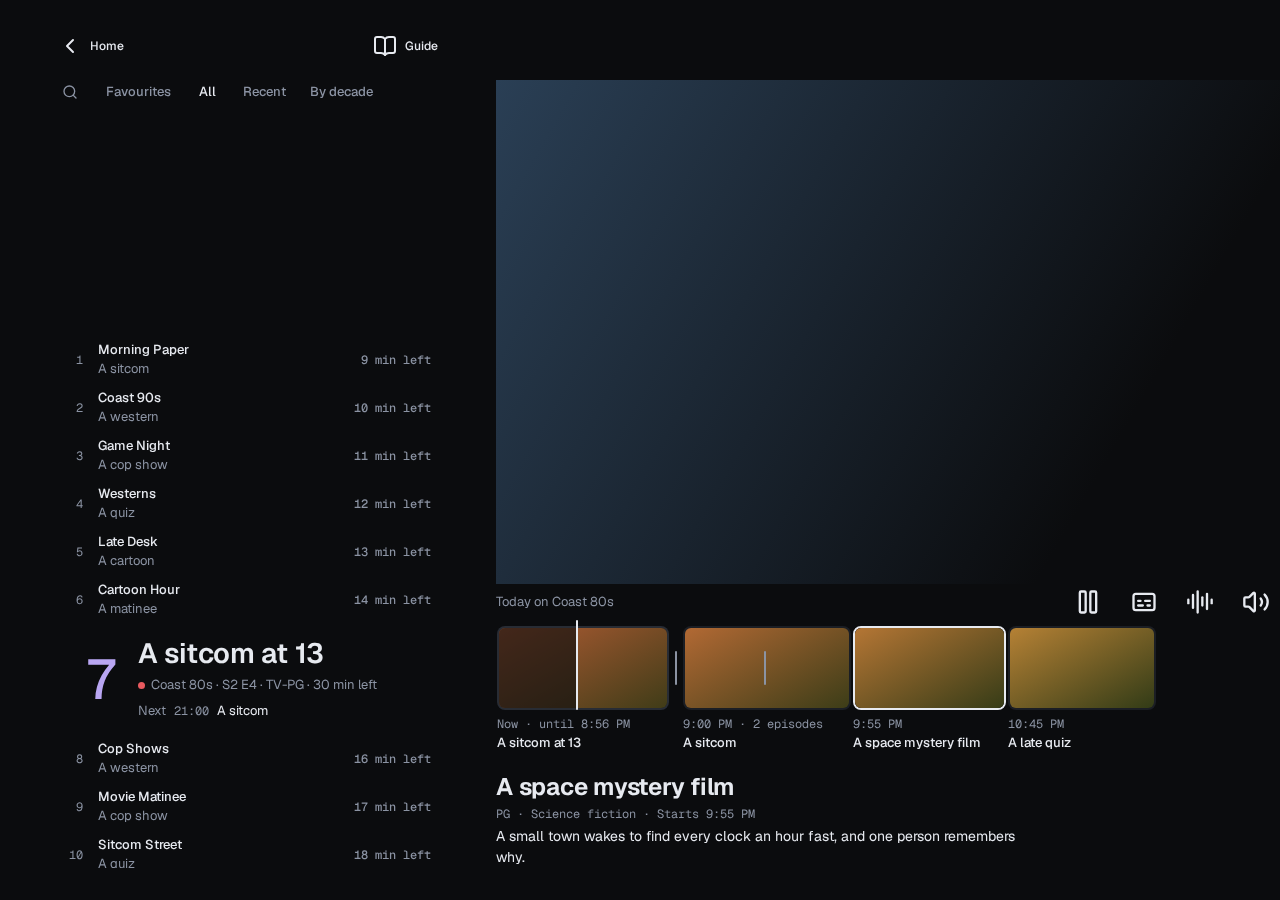 Home
Guide
Favourites
All
Recent
By decade
1
Morning Paper
A sitcom
9 min left
2
Coast 90s
A western
10 min left
3
Game Night
A cop show
11 min left
4
Westerns
A quiz
12 min left
5
Late Desk
A cartoon
13 min left
6
Cartoon Hour
A matinee
14 min left
7
A sitcom at 13
Coast 80s · S2 E4 · TV-PG · 30 min left
Next 21:00 A sitcom
8
Cop Shows
A western
16 min left
9
Movie Matinee
A cop show
17 min left
10
Sitcom Street
A quiz
18 min left
Today on Coast 80s
Now · until 8:56 PM
A sitcom at 13
9:00 PM · 2 episodes
A sitcom
9:55 PM
A space mystery film
10:45 PM
A late quiz
A space mystery film
PG · Science fiction · Starts 9:55 PM
A small town wakes to find every clock an hour fast, and one person remembers
why.